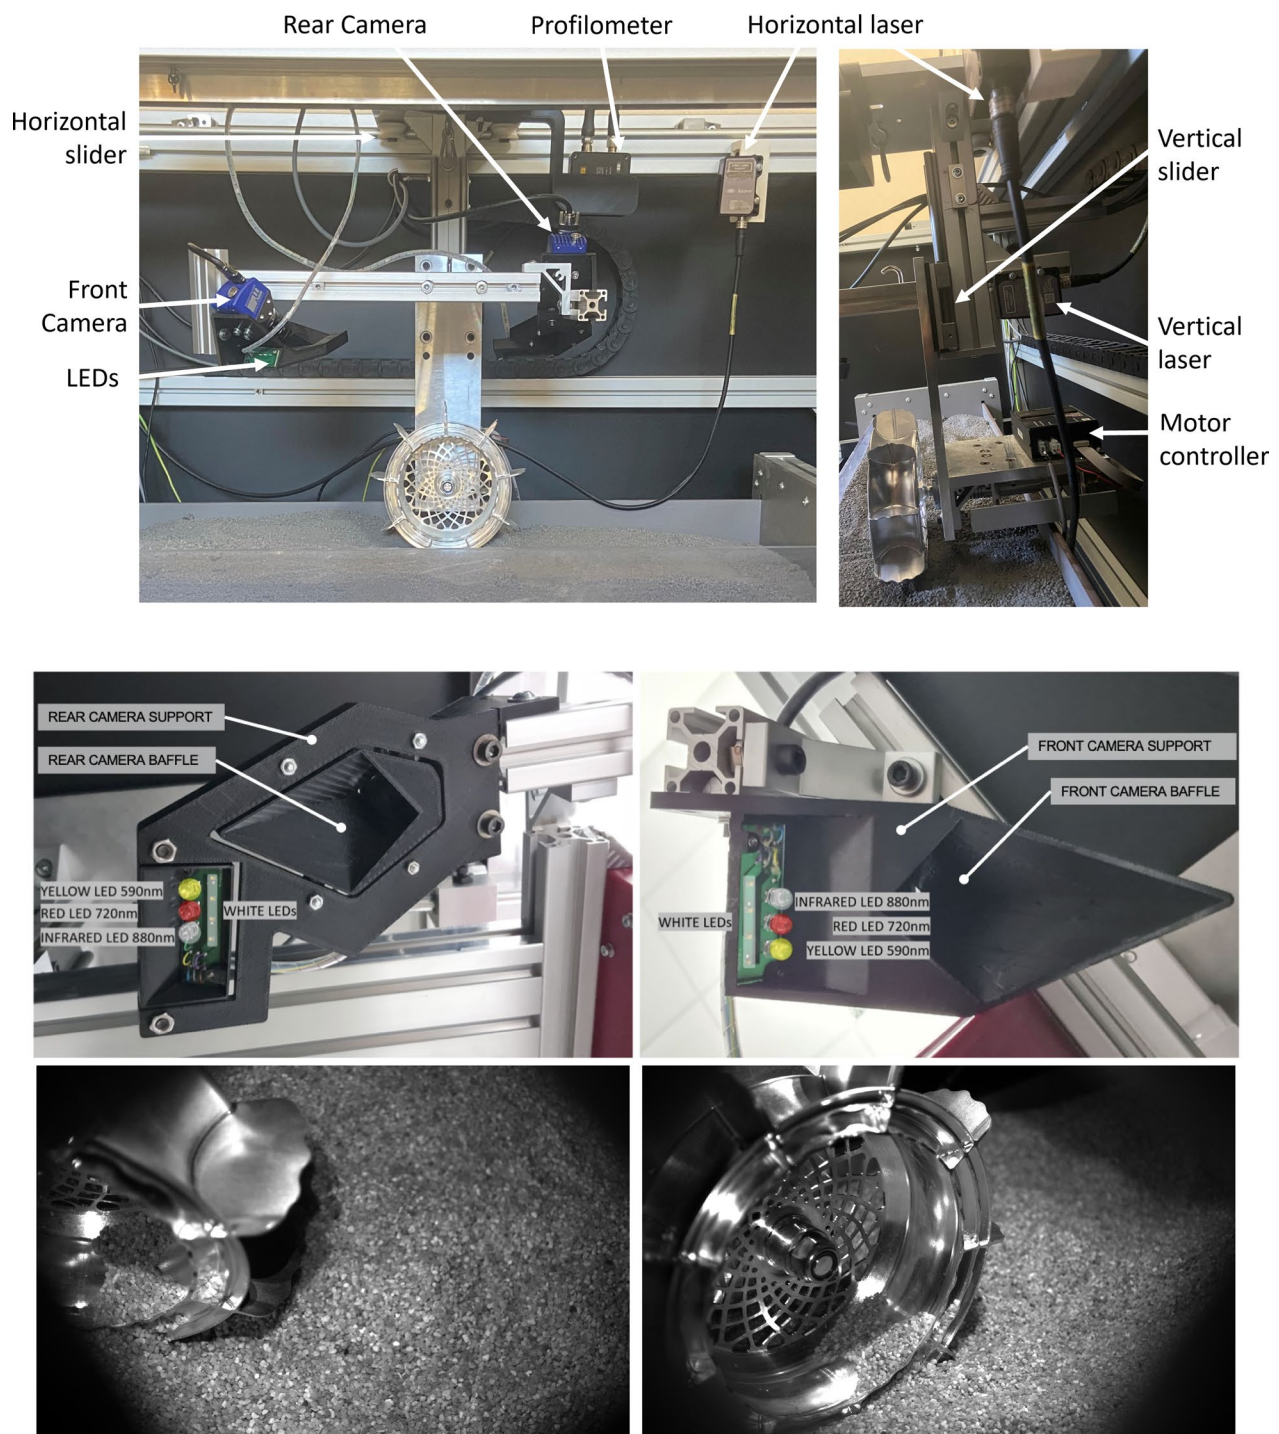 Rear Camera
Profilometer
Horizontal laser
Horizontal
slider
Vertical
slider
Front
Camera
Vertical
laser
LEDs
Motor
controller
REAR CAMERA SUPPORT
REAR CAMERA BAFFLE
YELLOW LED 590nm
RED LED 720nm
WHITE LEDs
INFRARED LED 880nm
FRONT CAMERA SUPPORT
FRONT CAMERA BAFFLE
INFRARED LED 880nm
WHITE LEDs
RED LED 720nm
YELLOW LED 590nm